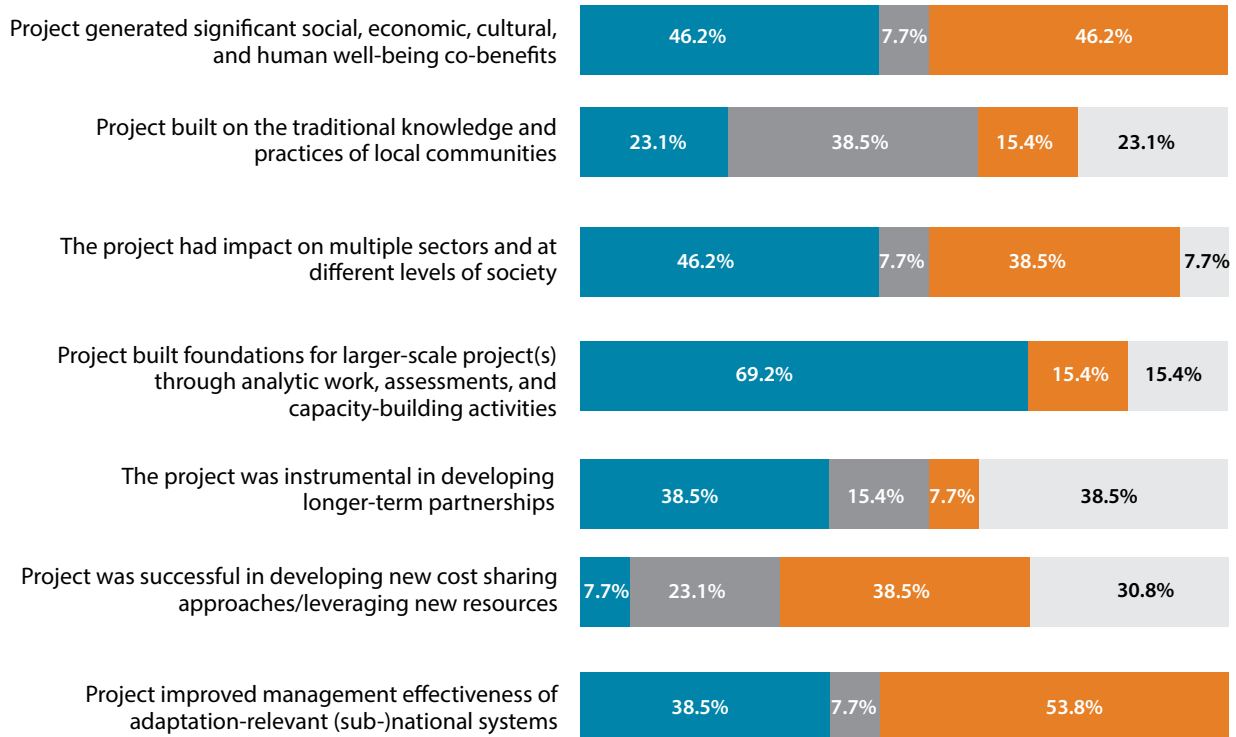 Project generated significant social, economic, cultural,
and human well-being co-benefits
46.2% 7.7% 46.2%
Project built on the traditional knowledge and
practices of local communities
23.1% 38.5% 15.4% 23.1%
The project had impact on multiple sectors and at
different levels of society
46.2% 7.7% 38.5% 7.7%
Project built foundations for larger-scale project(s)
through analytic work, assessments, and
capacity-building activities
69.2% 15.4% 15.4%
The project was instrumental in developing
longer-term partnerships
38.5% 15.4% 7.7% 38.5%
Project was successful in developing new cost sharing
approaches/leveraging new resources
7.7% 23.1% 38.5% 30.8%
Project improved management effectiveness of
adaptation-relevant (sub-)national systems
38.5% 7.7% 53.8%